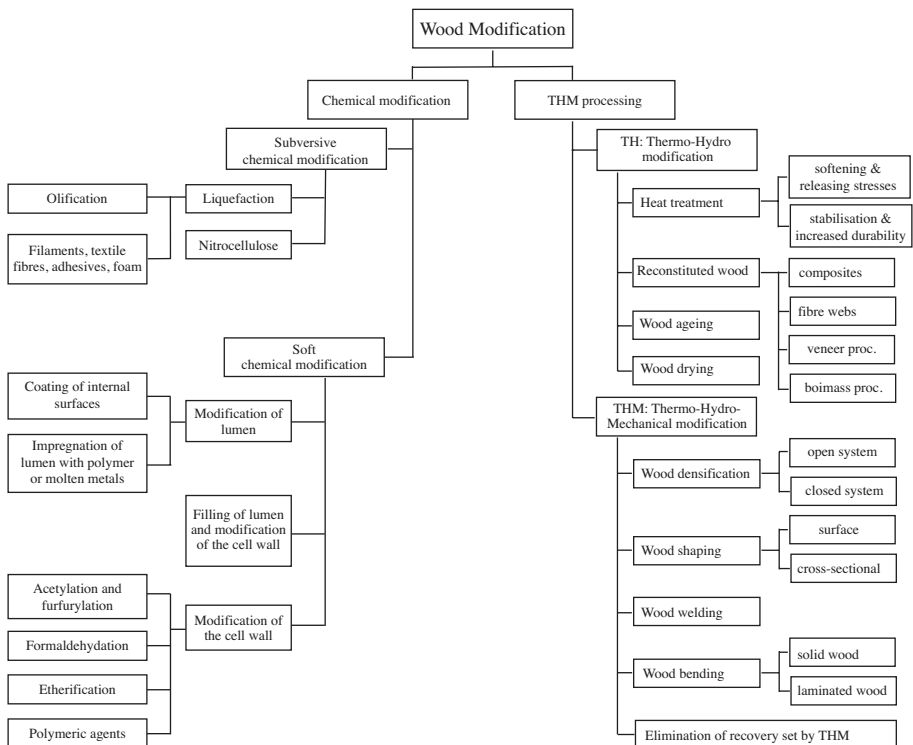 Wood Modification
Chemical modification
THM processing
Subversive
chemical modification
Olification
Liquefaction
Filaments, textile
fibres, adhesives, foam
Nitrocellulose
Soft
chemical modification
Coating of internal
surfaces
Modification of
lumen
Impregnation of
lumen with polymer
or molten metals
Filling of lumen
and modification
of the cell wall
Acetylation and
furfurylation
Modification
of the cell wall
Formaldehydation
Etherification
Polymeric agents
TH: Thermo-Hydro
modification
Heat treatment
softening &
releasing stresses
stabilisation &
increased durability
Reconstituted wood
composites
fibre webs
veneer proc.
boimass proc.
Wood ageing
Wood drying
THM: Thermo-Hydro-
Mechanical modification
Wood densification
open system
closed system
Wood shaping
surface
cross-sectional
Wood welding
Wood bending
solid wood
laminated wood
Elimination of recovery set by THM